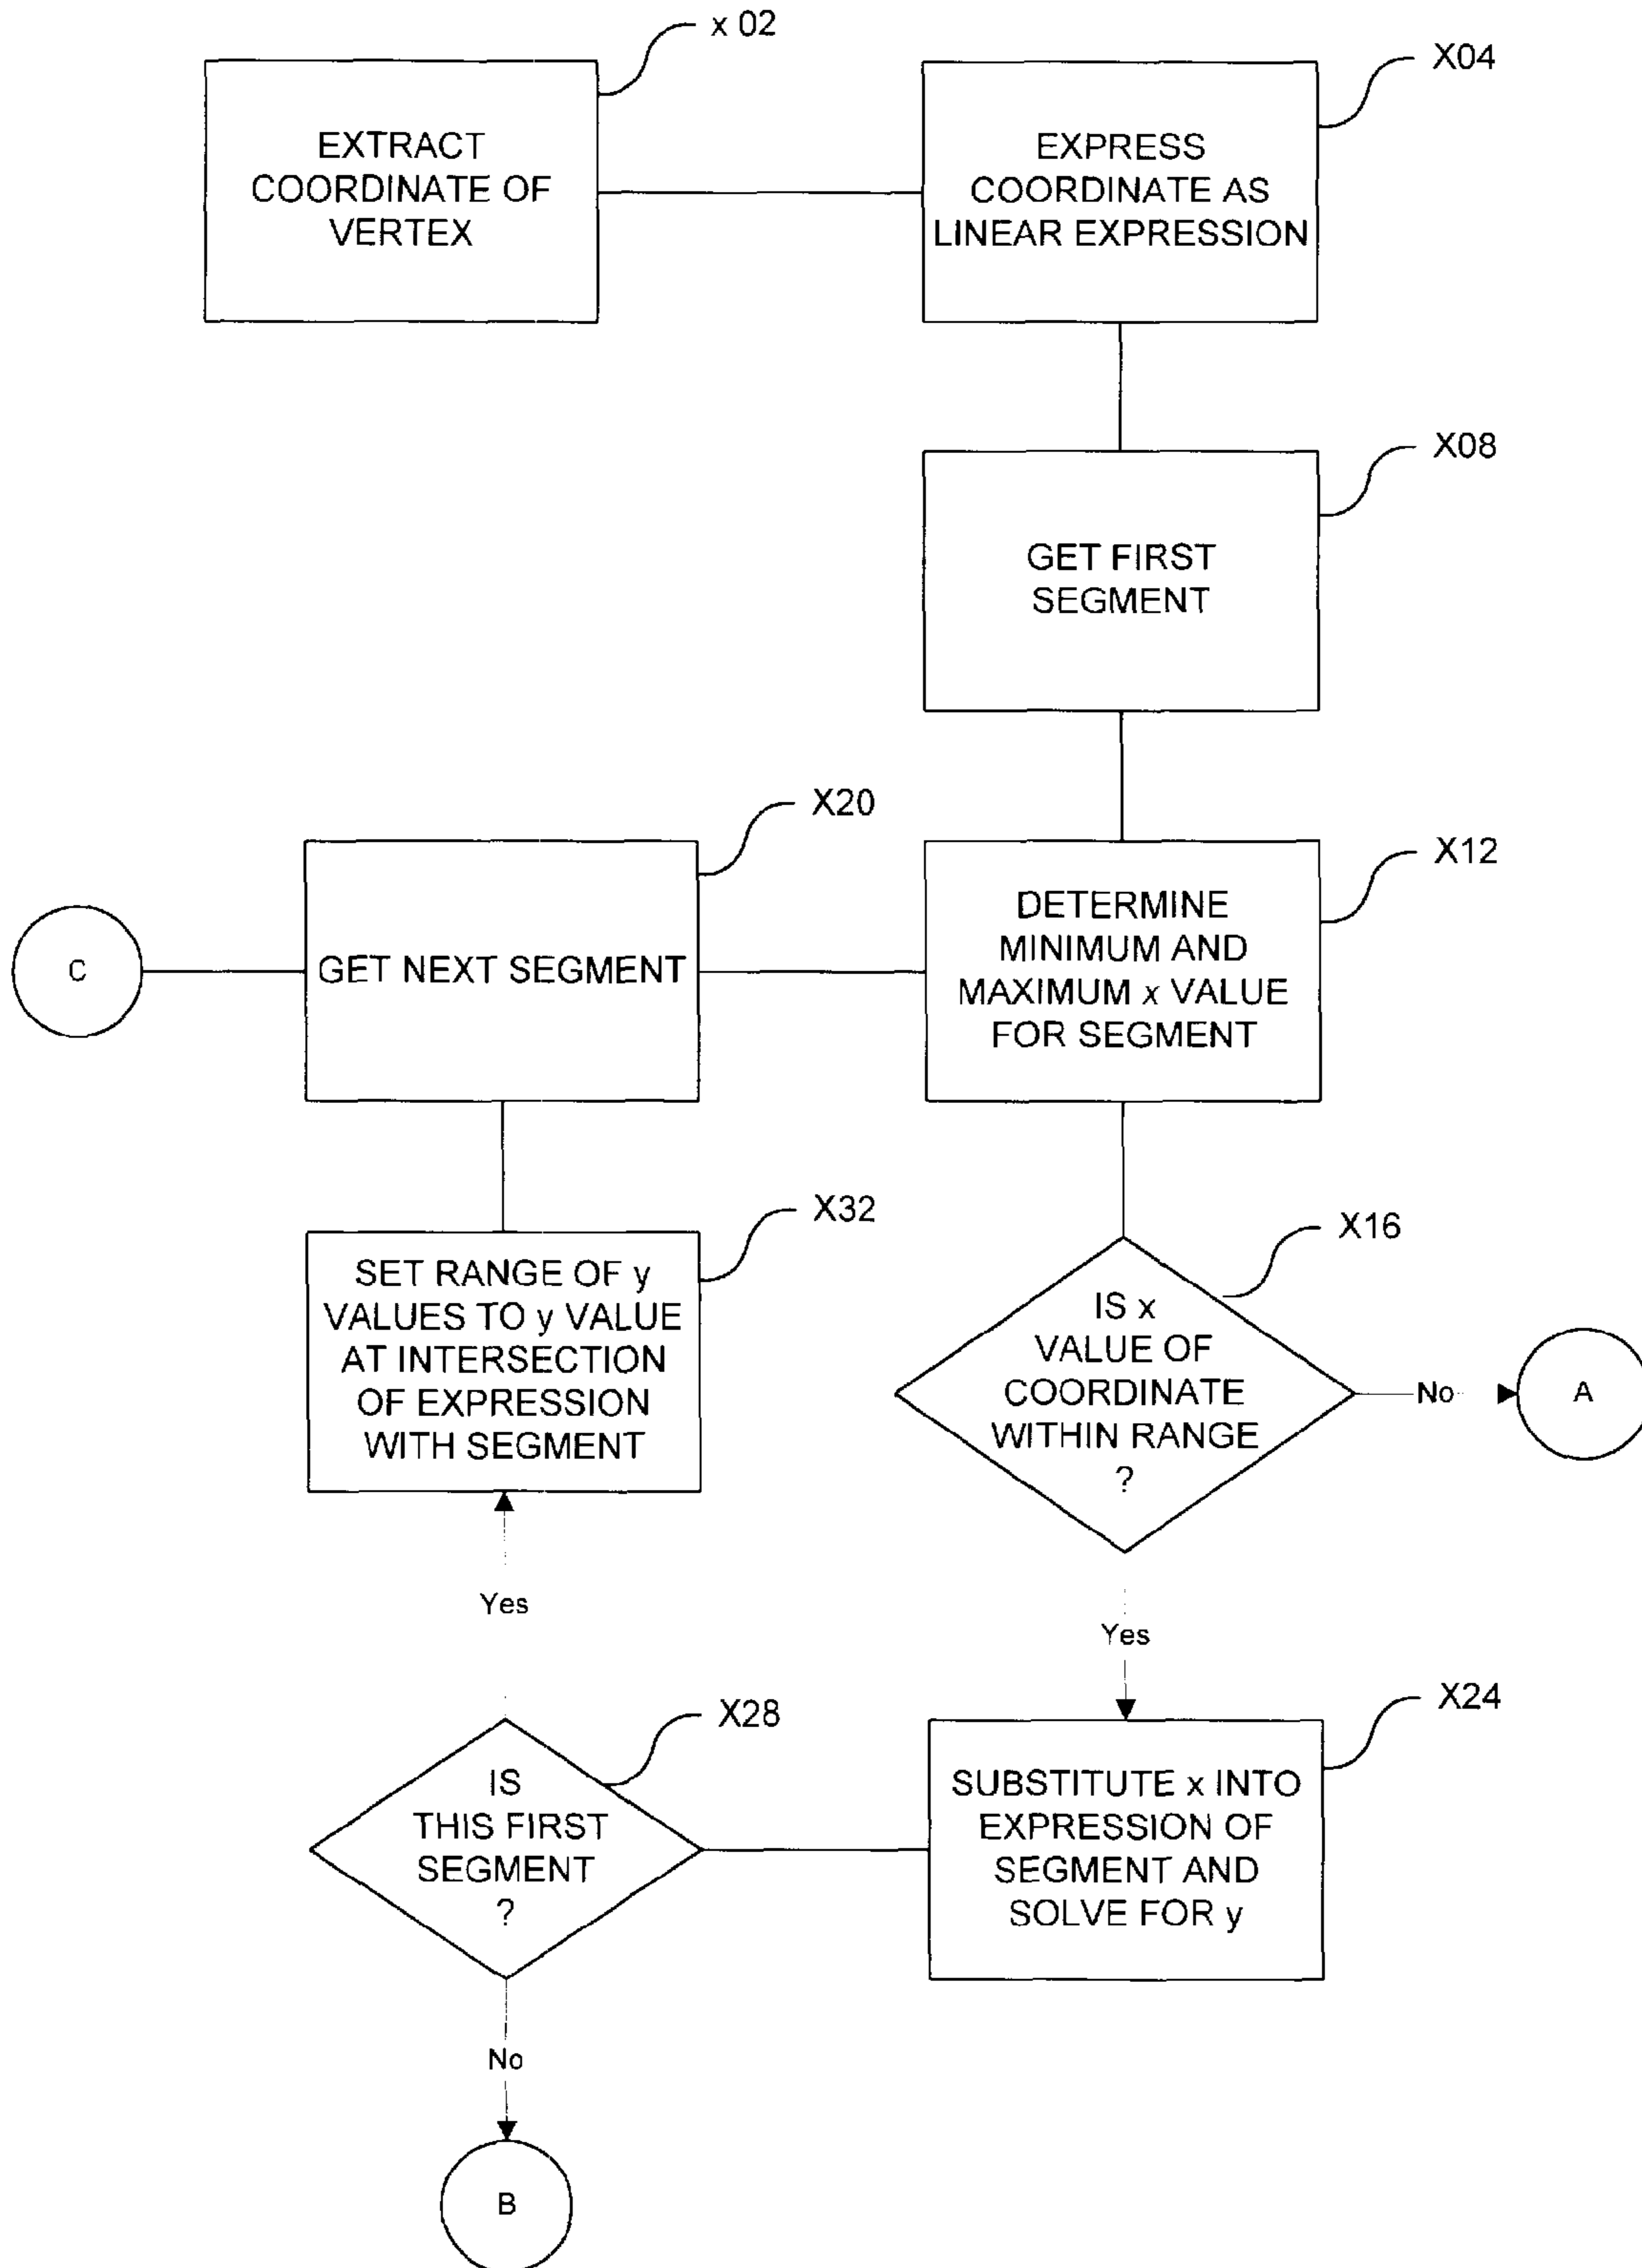 x 02
EXTRACT
COORDINATE OF
VERTEX
X04
EXPRESS
COORDINATE AS
LINEAR EXPRESSION
X08
GET FIRST
SEGMENT
X20
GET NEXT SEGMENT
C
X12
DETERMINE
MINIMUM AND
MAXIMUM x VALUE
FOR SEGMENT
X32
SET RANGE OF y
VALUES TO y VALUE
AT INTERSECTION
OF EXPRESSION
WITH SEGMENT
X16
IS x
VALUE OF
COORDINATE
WITHIN RANGE
?
No
A
Yes
Yes
X28
IS
THIS FIRST
SEGMENT
?
X24
SUBSTITUTE x INTO
EXPRESSION OF
SEGMENT AND
SOLVE FOR y
No
B